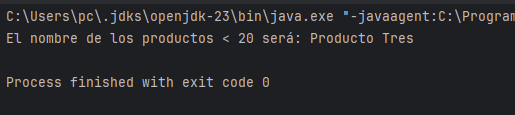 C:\Users\pc\.jdks\openjdk-23\bin\java.exe "-javaagent:C:\Program
El nombre de los productos < 20 será: Producto Tres
Process finished with exit code 0